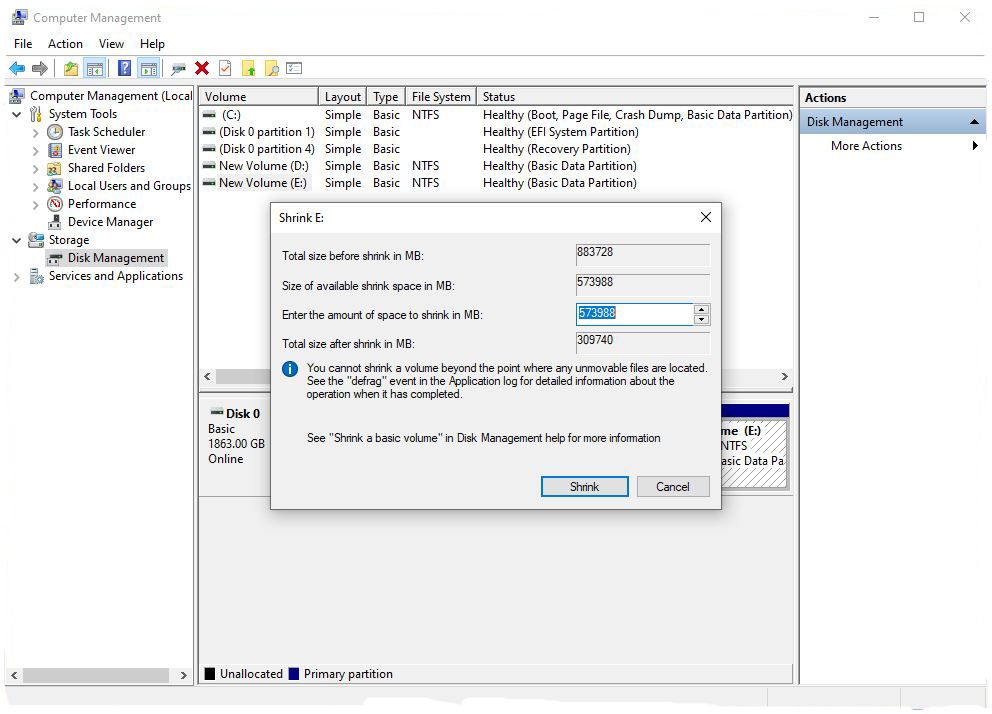 Computer Management
File Action View Help
Computer Management (Local
System Tools
Task Scheduler
Event Viewer
Shared Folders
Local Users and Groups
Performance
Device Manager
Storage
Disk Management
Services and Applications
Volume Layout Type File System Status
(C:) Simple Basic NTFS Healthy (Boot, Page File, Crash Dump, Basic Data Partition)
(Disk 0 partition 1) Simple Basic Healthy (EFI System Partition)
(Disk 0 partition 4) Simple Basic Healthy (Recovery Partition)
New Volume (D:) Simple Basic NTFS Healthy (Basic Data Partition)
New Volume (E:) Simple Basic NTFS Healthy (Basic Data Partition)
Actions
Disk Management
More Actions
Shrink E:
Total size before shrink in MB: 883728
Size of available shrink space in MB: 573988
Enter the amount of space to shrink in MB: 573988
Total size after shrink in MB: 309740
You cannot shrink a volume beyond the point where any unmovable files are located.
See the "defrag" event in the Application log for detailed information about the
operation when it has completed.
See "Shrink a basic volume" in Disk Management help for more information
Shrink Cancel
Disk 0
Basic
1863.00 GB
Online
me (E:)
NTFS
asic Data Pa
Unallocated Primary partition